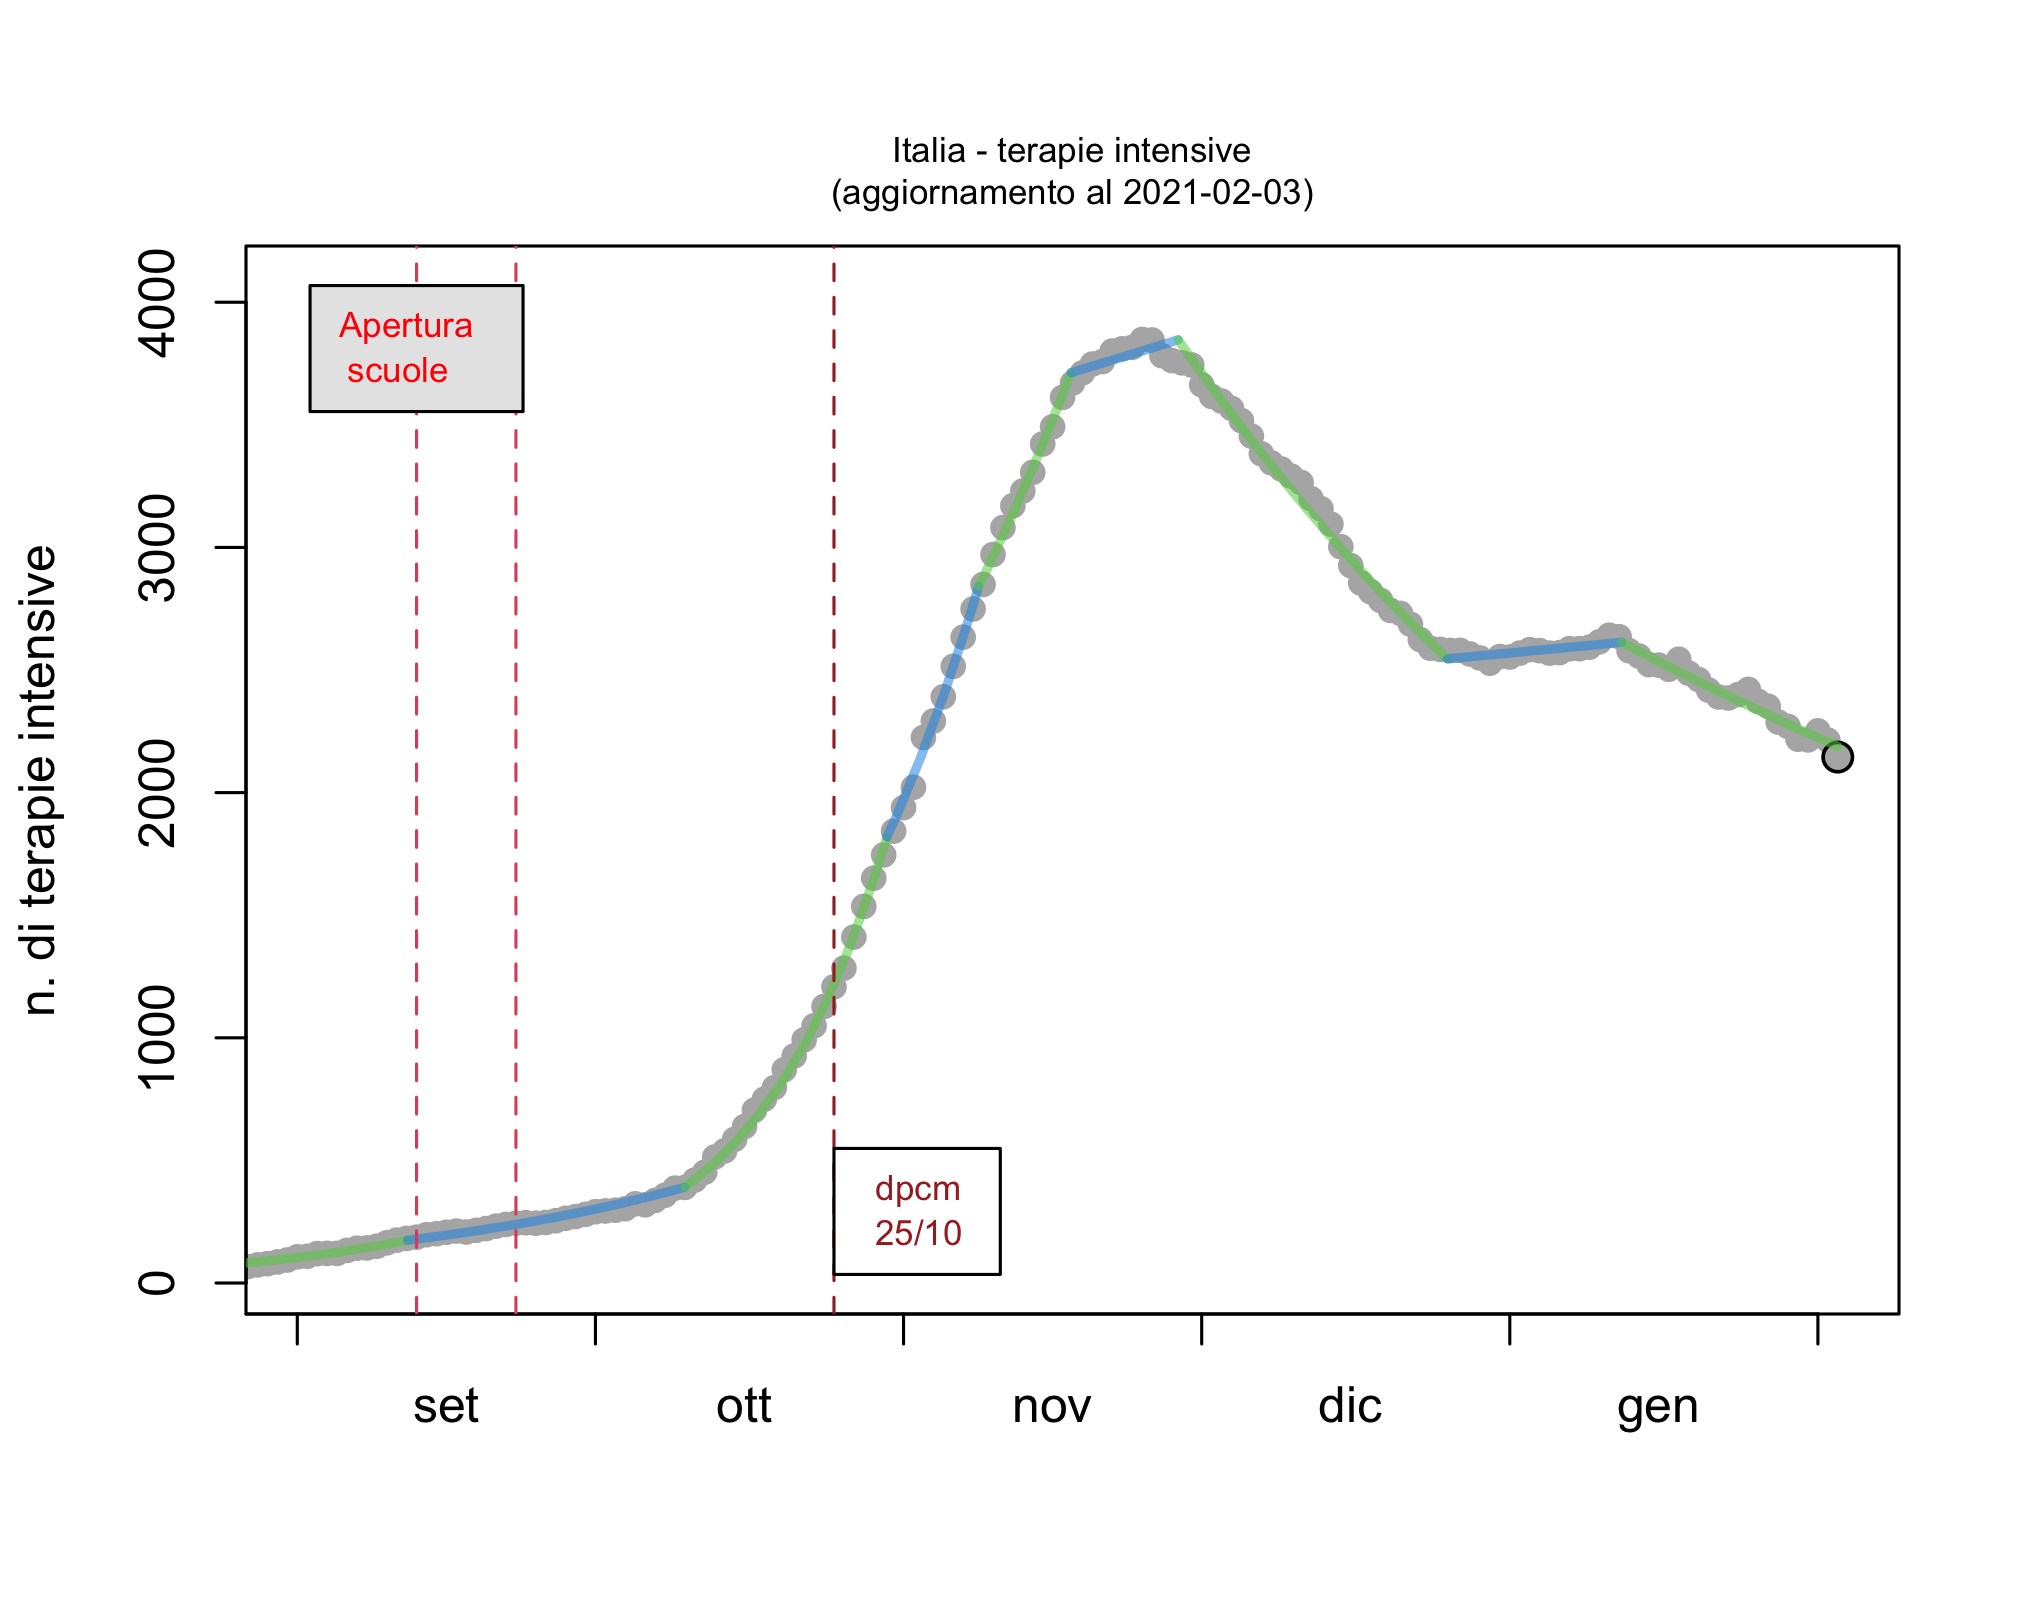 Italia - terapie intensive
(aggiornamento al 2021-02-03)
n. di terapie intensive
4000
3000
2000
1000
0
Apertura
scuole
dpcm
25/10
set
ott
nov
dic
gen